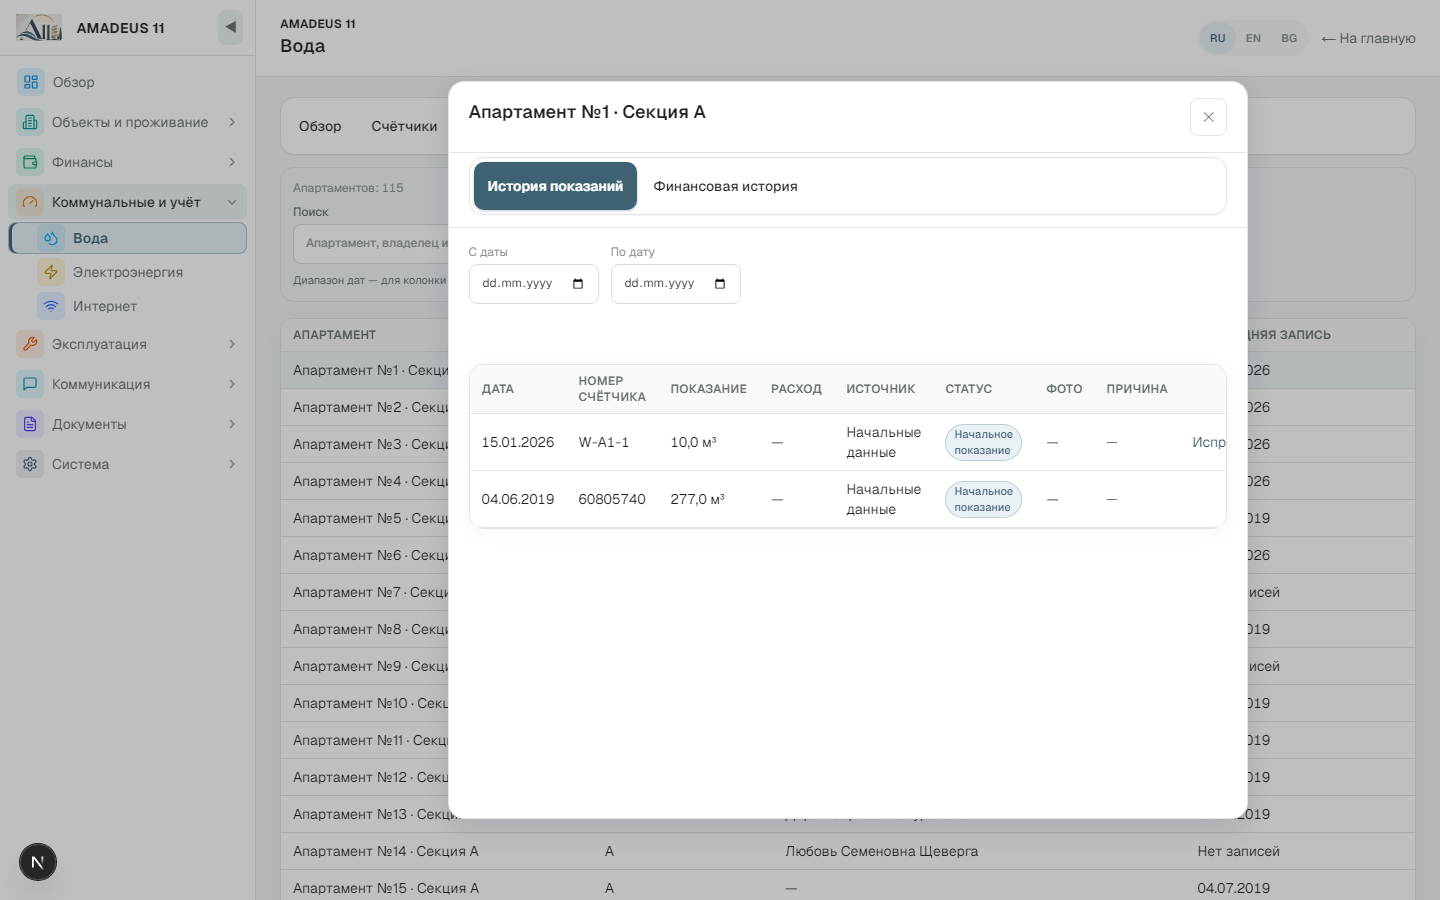 AMADEUS 11
AMADEUS 11
Вода
RU EN BG ← На главную
Обзор
Объекты и проживание
Финансы
Коммунальные и учёт
Вода
Электроэнергия
Интернет
Эксплуатация
Коммуникация
Документы
Система
N
Обзор Счётчики
Апартаментов: 115
Поиск
Апартамент, владелец и
Диапазон дат — для колонки
АПАРТАМЕНТ ДНЯЯ ЗАПИСЬ
Апартамент №1 · Секци 026
Апартамент №2 · Секци 026
Апартамент №3 · Секци 026
Апартамент №4 · Секци 026
Апартамент №5 · Секци 019
Апартамент №6 · Секци 026
Апартамент №7 · Секци исей
Апартамент №8 · Секци 019
Апартамент №9 · Секци исей
Апартамент №10 · Секци 019
Апартамент №11 · Секци 019
Апартамент №12 · Секци 019
Апартамент №13 · Секци 2019
Апартамент №14 · Секция А А Любовь Семеновна Щеверга Нет записей
Апартамент №15 · Секция А А — 04.07.2019
Апартамент №1 · Секция А
История показаний Финансовая история
С даты По дату
dd.mm.yyyy dd.mm.yyyy
ДАТА НОМЕР СЧЁТЧИКА ПОКАЗАНИЕ РАСХОД ИСТОЧНИК СТАТУС ФОТО ПРИЧИНА
15.01.2026 W-A1-1 10,0 м³ — Начальные данные Начальное показание — — Испр
04.06.2019 60805740 277,0 м³ — Начальные данные Начальное показание — —